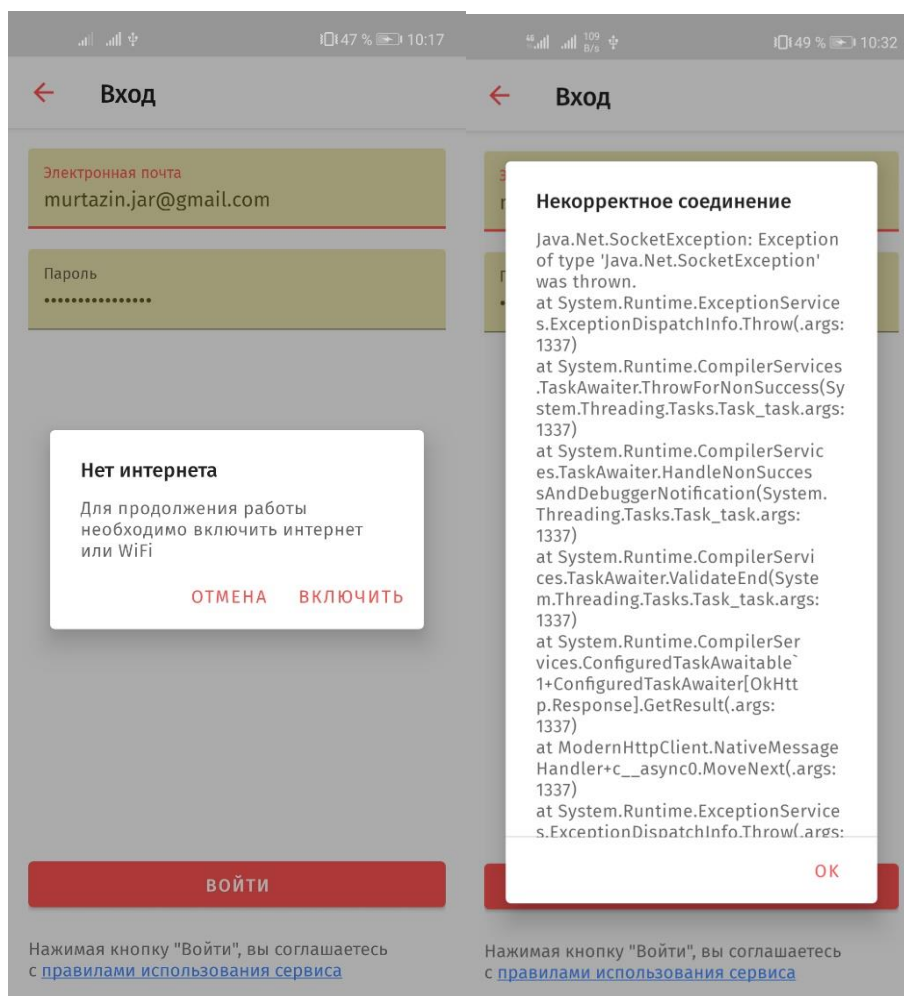 47 % 10:17
Вход
Электронная почта
murtazin.jar@gmail.com
Пароль
Нет интернета
Для продолжения работы
необходимо включить интернет
или WiFi
ОТМЕНА ВКЛЮЧИТЬ
ВОЙТИ
Нажимая кнопку "Войти", вы соглашаетесь
с правилами использования сервиса
109
B/s
49 % 10:32
Вход
Некорректное соединение
Java.Net.SocketException: Exception
of type 'Java.Net.SocketException'
was thrown.
at System.Runtime.ExceptionService
s.ExceptionDispatchInfo.Throw(.args:
1337)
at System.Runtime.CompilerServices
.TaskAwaiter.ThrowForNonSuccess(Sy
stem.Threading.Tasks.Task_task.args:
1337)
at System.Runtime.CompilerServic
es.TaskAwaiter.HandleNonSucces
sAndDebuggerNotification(System.
Threading.Tasks.Task_task.args:
1337)
at System.Runtime.CompilerServi
ces.TaskAwaiter.ValidateEnd(Syste
m.Threading.Tasks.Task_task.args:
1337)
at System.Runtime.CompilerSer
vices.ConfiguredTaskAwaitable`
1+ConfiguredTaskAwaiter[OkHtt
p.Response].GetResult(.args:
1337)
at ModernHttpClient.NativeMessage
Handler+c__async0.MoveNext(.args:
1337)
at System.Runtime.ExceptionService
s.ExceptionDispatchInfo.Throw(.args:
OK
Нажимая кнопку "Войти", вы соглашаетесь
с правилами использования сервиса